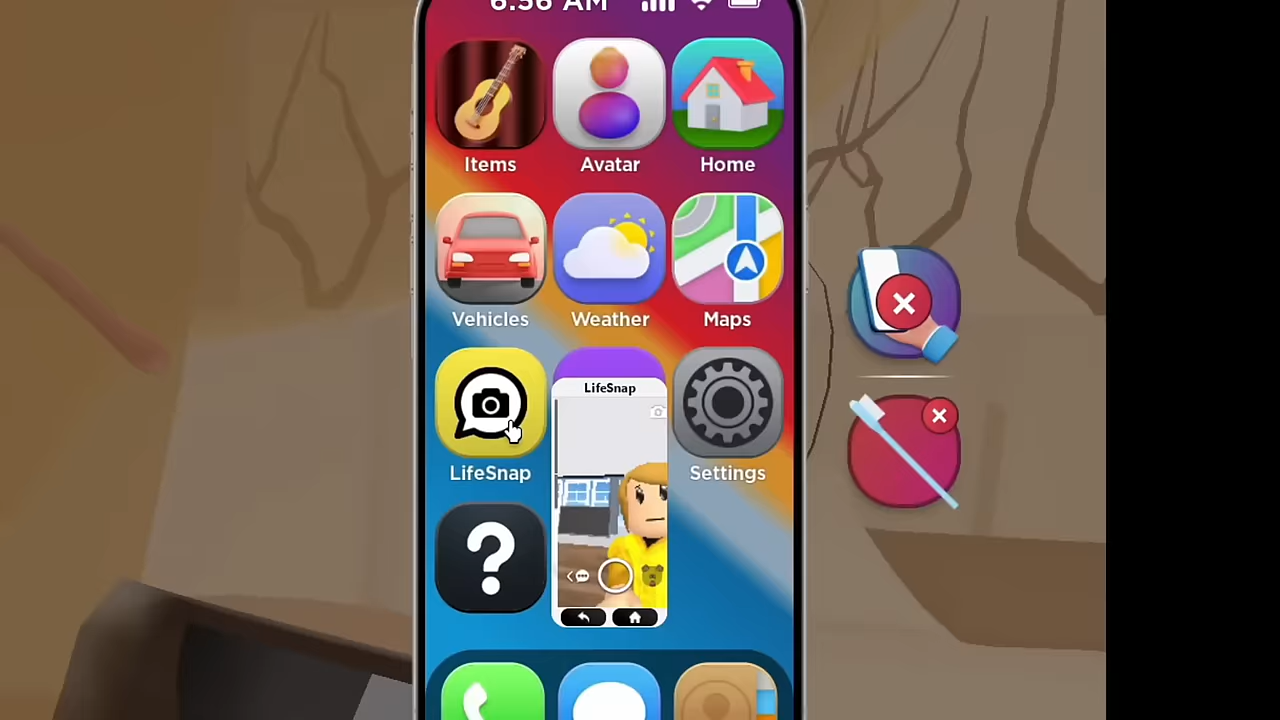 6:56 AM
Items Avatar Home
Vehicles Weather Maps
LifeSnap
LifeSnap Settings
?